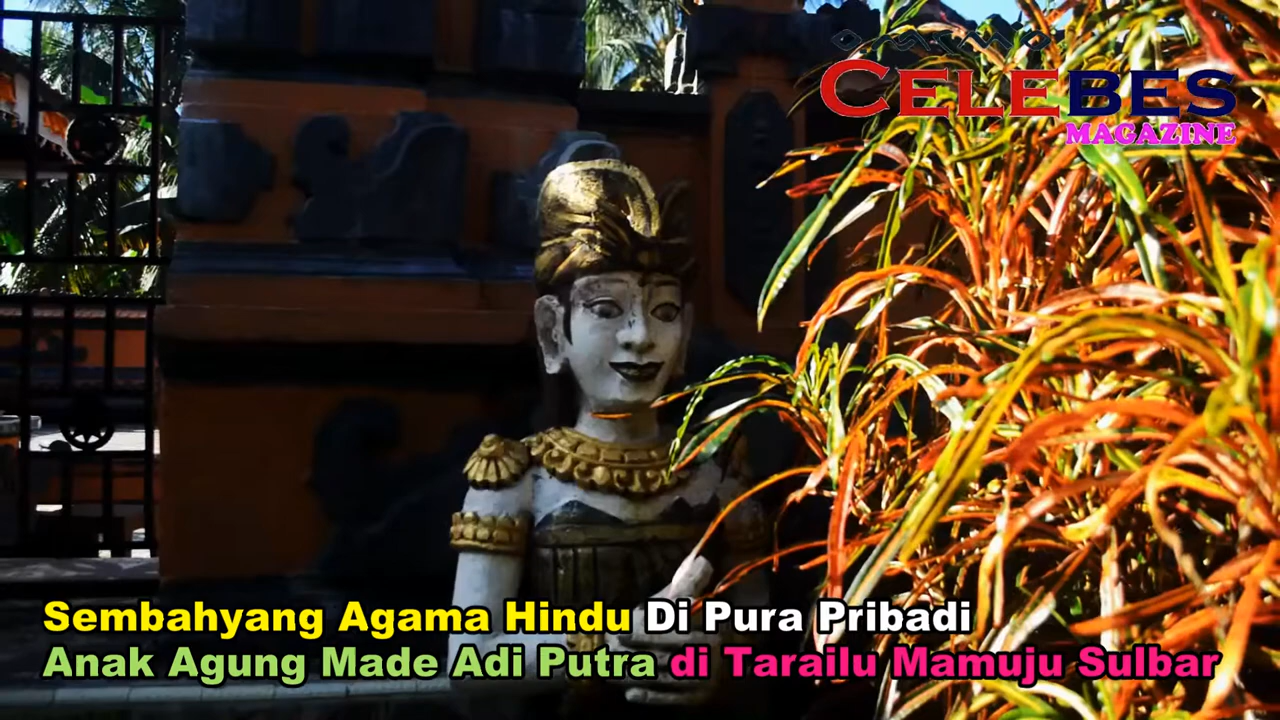 CELEBES
MAGAZINE
Sembahyang Agama Hindu Di Pura Pribadi
Anak Agung Made Adi Putra di Tarailu Mamuju Sulbar